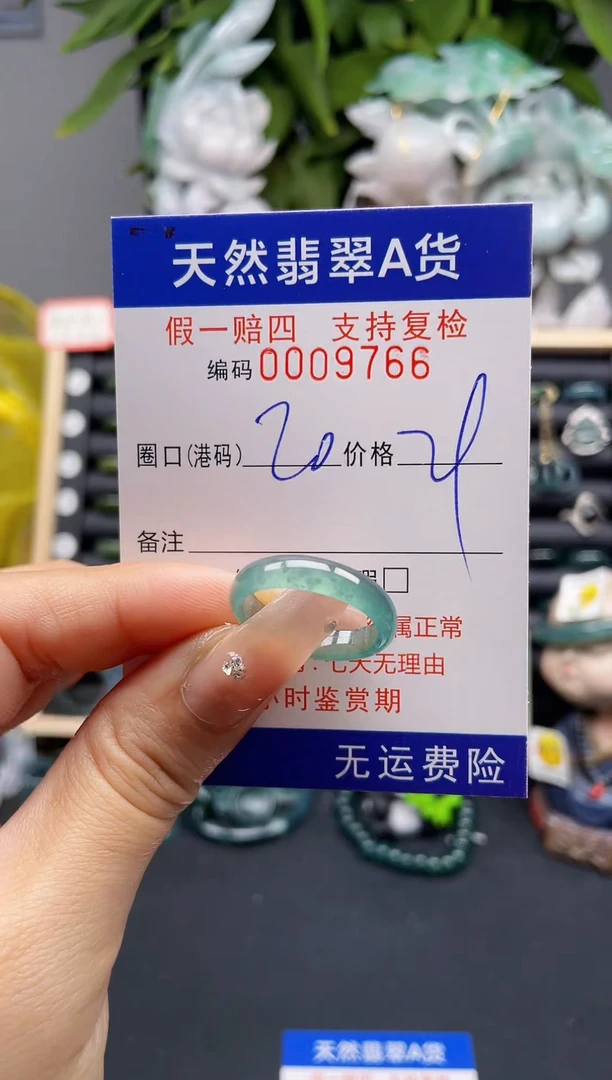 天然翡翠A货
假一赔四 支持复检
编码 0009766
圈口(港码) 20 价格
备注
属正常
七天无理由
小时鉴赏期
无运费险
天然翡翠A货